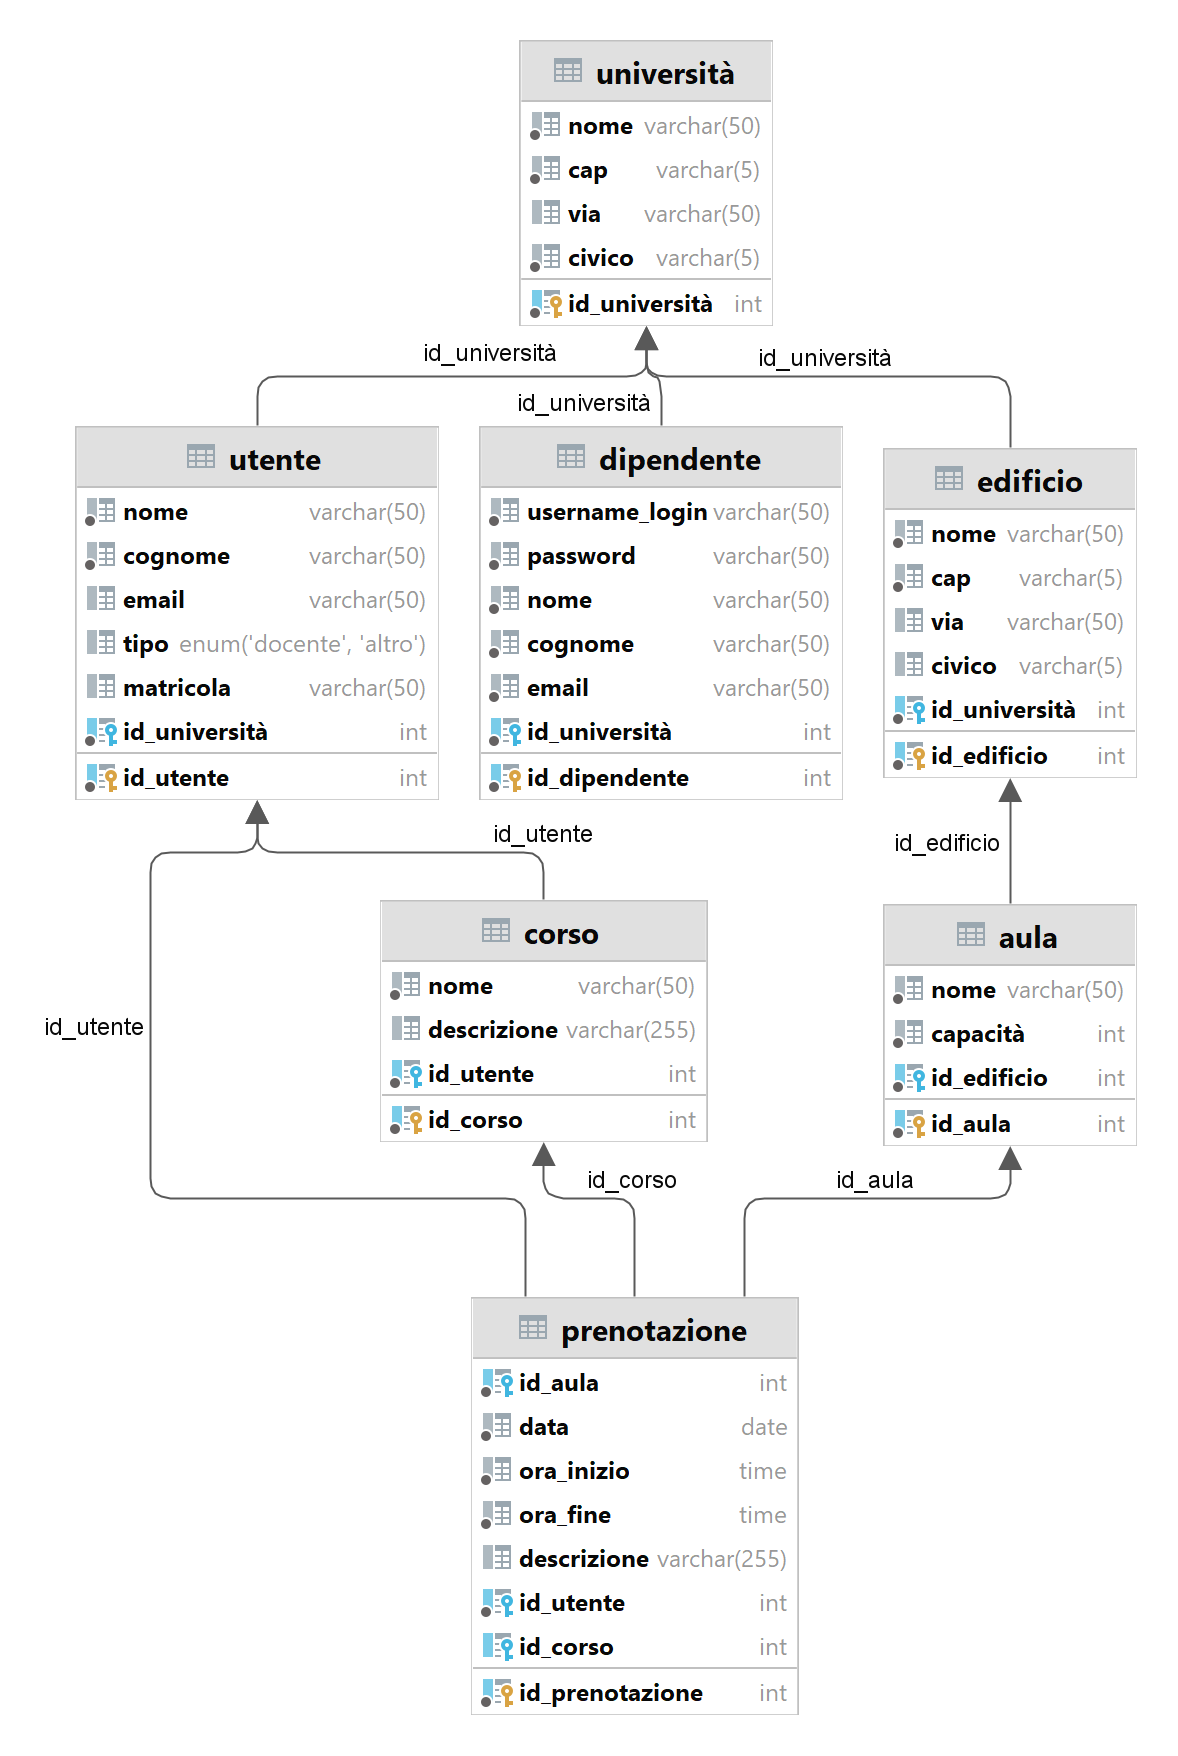 università
nome varchar(50)
cap varchar(5)
via varchar(50)
civico varchar(5)
id_università int
id_università
id_università
id_università
utente
nome varchar(50)
cognome varchar(50)
email varchar(50)
tipo enum('docente', 'altro')
matricola varchar(50)
id_università int
id_utente int
dipendente
username_login varchar(50)
password varchar(50)
nome varchar(50)
cognome varchar(50)
email varchar(50)
id_università int
id_dipendente int
edificio
nome varchar(50)
cap varchar(5)
via varchar(50)
civico varchar(5)
id_università int
id_edificio int
id_utente
id_edificio
corso
nome varchar(50)
descrizione varchar(255)
id_utente int
id_corso int
aula
nome varchar(50)
capacità int
id_edificio int
id_aula int
id_utente
id_corso
id_aula
prenotazione
id_aula int
data date
ora_inizio time
ora_fine time
descrizione varchar(255)
id_utente int
id_corso int
id_prenotazione int